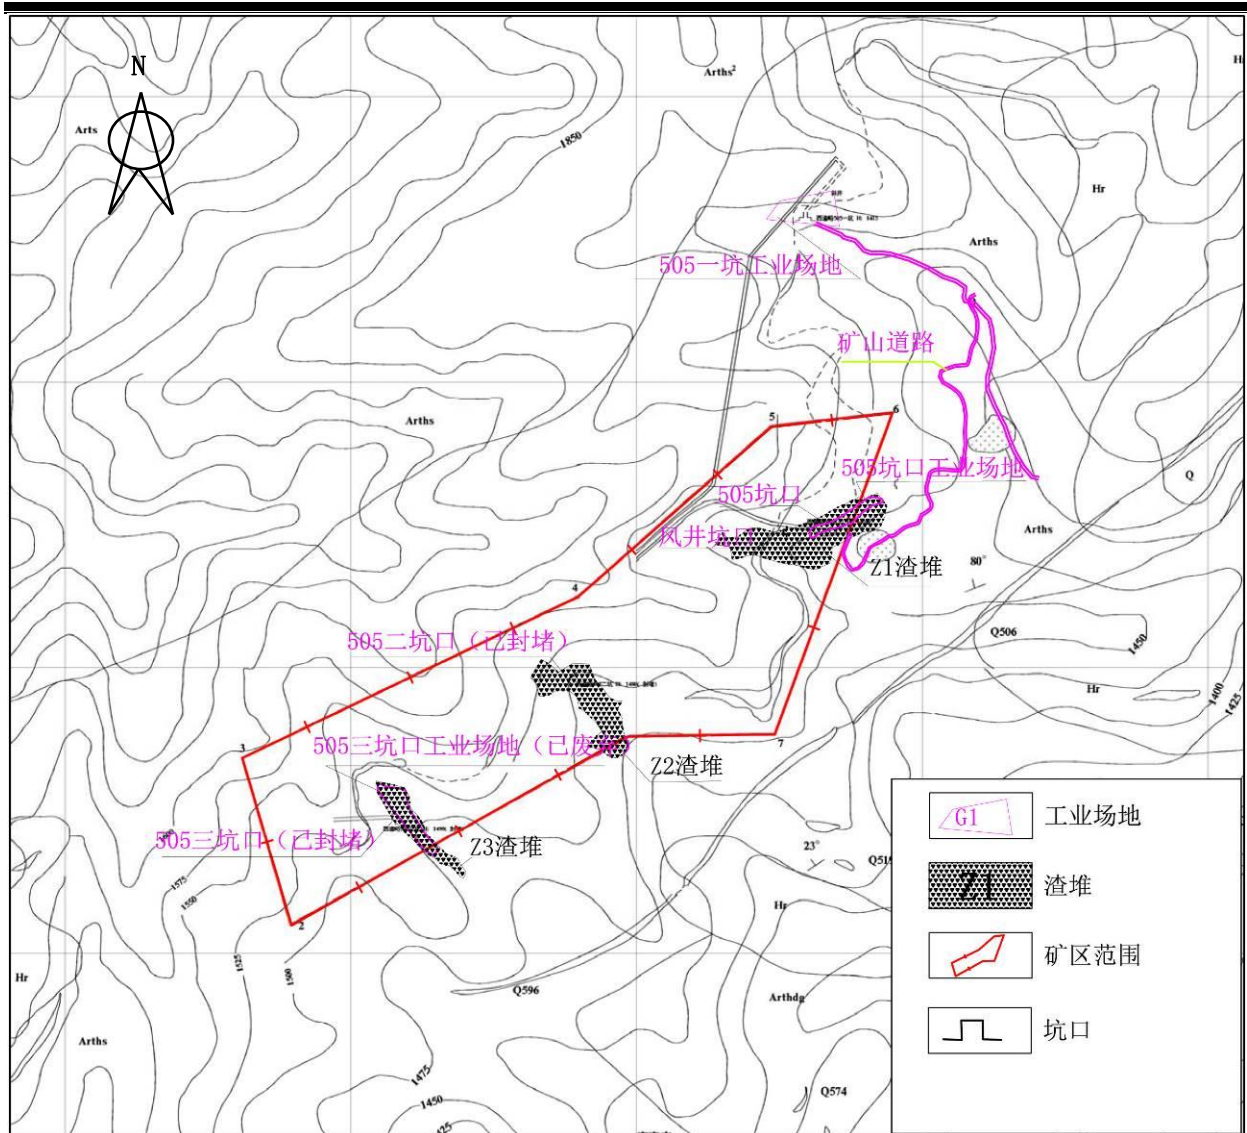 N
Arths²
Arts
1850
Hr
Arths
505一坑工业场地
矿山道路
Arths
5
6
505坑口工业场地
505坑口
Q
风井坑口
Arths
Z1渣堆
80°
4
Q506
505二坑口（已封堵）
1450
Hr
1400
1425
3
505三坑口工业场地（已废
7
Z2渣堆
G1
工业场地
505三坑口（已封堵）
Z3渣堆
23°
Z1
渣堆
1575
1550
Hr
2
矿区范围
1525
1500
Hr
Q596
Arthdg
坑口
Arths
1475
1450
Q574